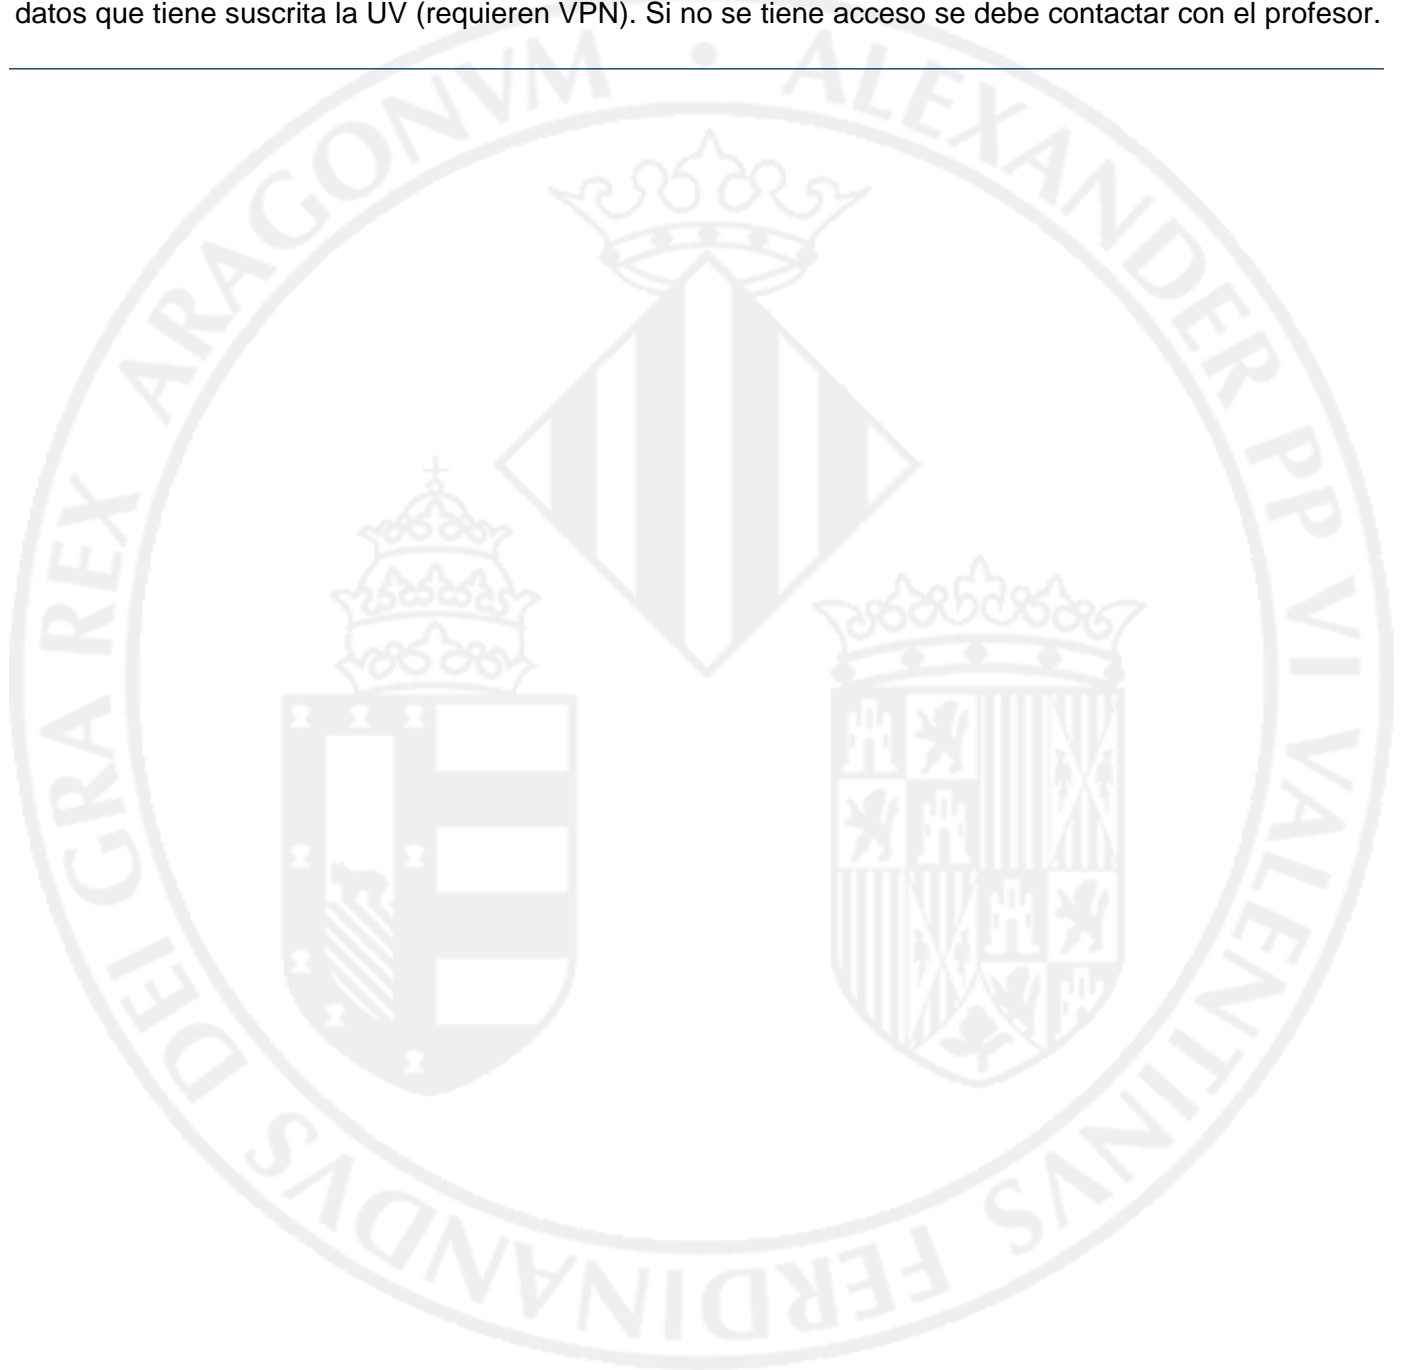 datos que tiene suscrita la UV (requieren VPN). Si no se tiene acceso se debe contactar con el profesor.
ALEXANDER PP VI VALENTINVS FERDINANDVS DEI GRA REX ARAGONVM